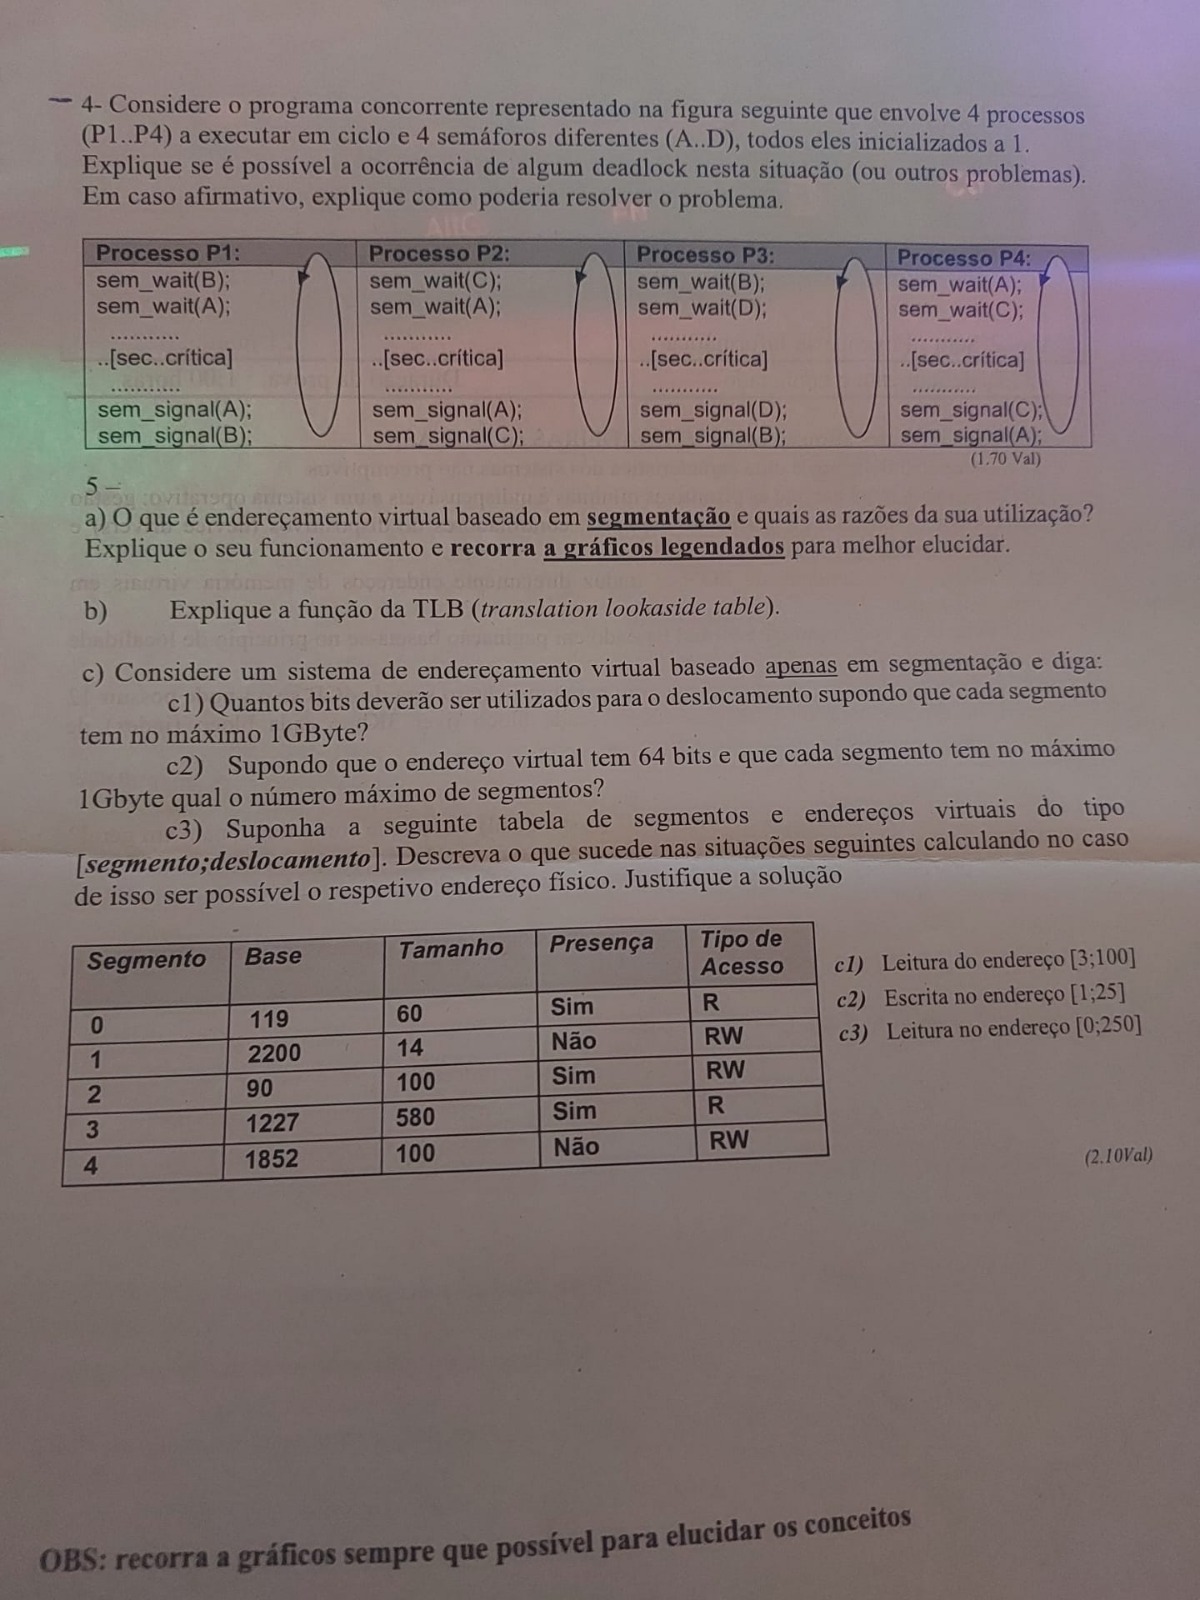 4- Considere o programa concorrente representado na figura seguinte que envolve 4 processos
(P1..P4) a executar em ciclo e 4 semáforos diferentes (A..D), todos eles inicializados a 1.
Explique se é possível a ocorrência de algum deadlock nesta situação (ou outros problemas).
Em caso afirmativo, explique como poderia resolver o problema.
Processo P1:
sem_wait(B);
sem_wait(A);
...........
..[sec..crítica]
...........
sem_signal(A);
sem_signal(B);
Processo P2:
sem_wait(C);
sem_wait(A);
...........
..[sec..crítica]
...........
sem_signal(A);
sem_signal(C);
Processo P3:
sem_wait(B);
sem_wait(D);
...........
..[sec..crítica]
...........
sem_signal(D);
sem_signal(B);
Processo P4:
sem_wait(A);
sem_wait(C);
...........
..[sec..crítica]
...........
sem_signal(C);
sem_signal(A);
(1.70 Val)
5 –
a) O que é endereçamento virtual baseado em segmentação e quais as razões da sua utilização?
Explique o seu funcionamento e recorra a gráficos legendados para melhor elucidar.
b) Explique a função da TLB (translation lookaside table).
c) Considere um sistema de endereçamento virtual baseado apenas em segmentação e diga:
c1) Quantos bits deverão ser utilizados para o deslocamento supondo que cada segmento
tem no máximo 1GByte?
c2) Supondo que o endereço virtual tem 64 bits e que cada segmento tem no máximo
1Gbyte qual o número máximo de segmentos?
c3) Suponha a seguinte tabela de segmentos e endereços virtuais do tipo
[segmento;deslocamento]. Descreva o que sucede nas situações seguintes calculando no caso
de isso ser possível o respetivo endereço físico. Justifique a solução
Segmento Base Tamanho Presença Tipo de Acesso
0 119 60 Sim R
1 2200 14 Não RW
2 90 100 Sim RW
3 1227 580 Sim R
4 1852 100 Não RW
c1) Leitura do endereço [3;100]
c2) Escrita no endereço [1;25]
c3) Leitura no endereço [0;250]
(2.10Val)
OBS: recorra a gráficos sempre que possível para elucidar os conceitos